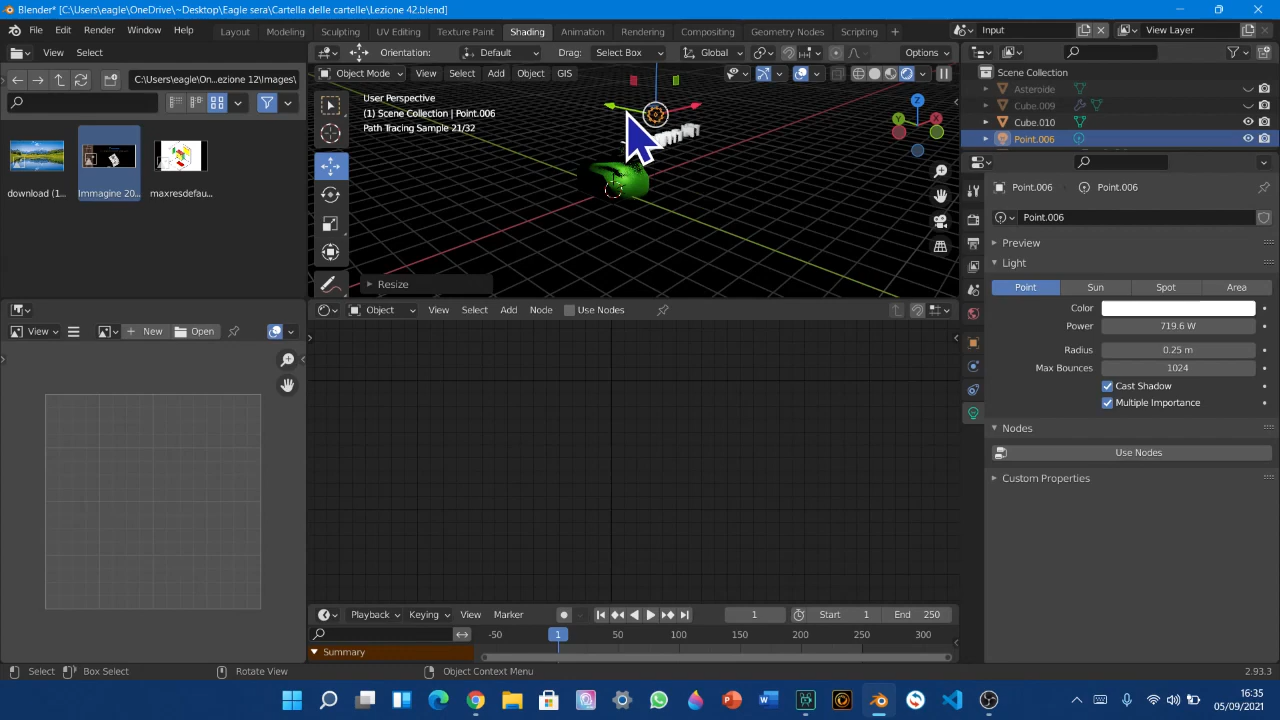 Blender* [C:\Users\eagle\OneDrive\~Desktop\Eagle sera\Cartella delle cartelle\Lezione 42.blend]
File Edit Render Window Help Layout Modeling Sculpting UV Editing Texture Paint Shading Animation Rendering Compositing Geometry Nodes Scripting Input View Layer
View Select Orientation: Default Drag: Select Box Global Options
C:\Users\eagle\On...ezione 12\Images\ Object Mode View Select Add Object GIS
User Perspective
(1) Scene Collection | Point.006
Path Tracing Sample 21/32
Resize
download (1... Immagine 20... maxresdefau...
Scene Collection
Asteroide
Cube.009
Cube.010
Point.006
Point.006 Point.006
Point.006
Preview
Light
Point Sun Spot Area
Color
Power 719.6 W
Radius 0.25 m
Max Bounces 1024
Cast Shadow
Multiple Importance
Nodes
Use Nodes
Custom Properties
View New Open
Object View Select Add Node Use Nodes
Playback Keying View Marker 1 Start 1 End 250
-50 1 50 100 150 200 250 300
Summary
Select Box Select Rotate View Object Context Menu 2.93.3
16:35
05/09/2021